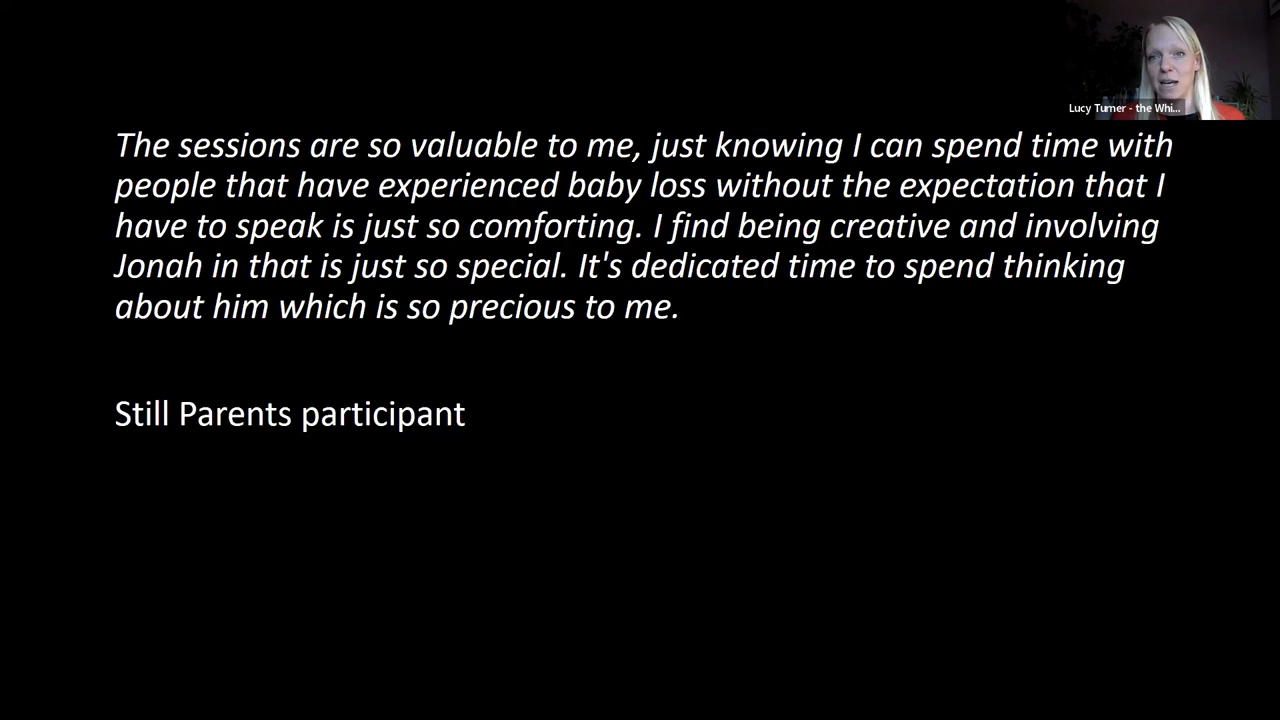 Lucy Turner - the Whi...
The sessions are so valuable to me, just knowing I can spend time with
people that have experienced baby loss without the expectation that I
have to speak is just so comforting. I find being creative and involving
Jonah in that is just so special. It's dedicated time to spend thinking
about him which is so precious to me.
Still Parents participant